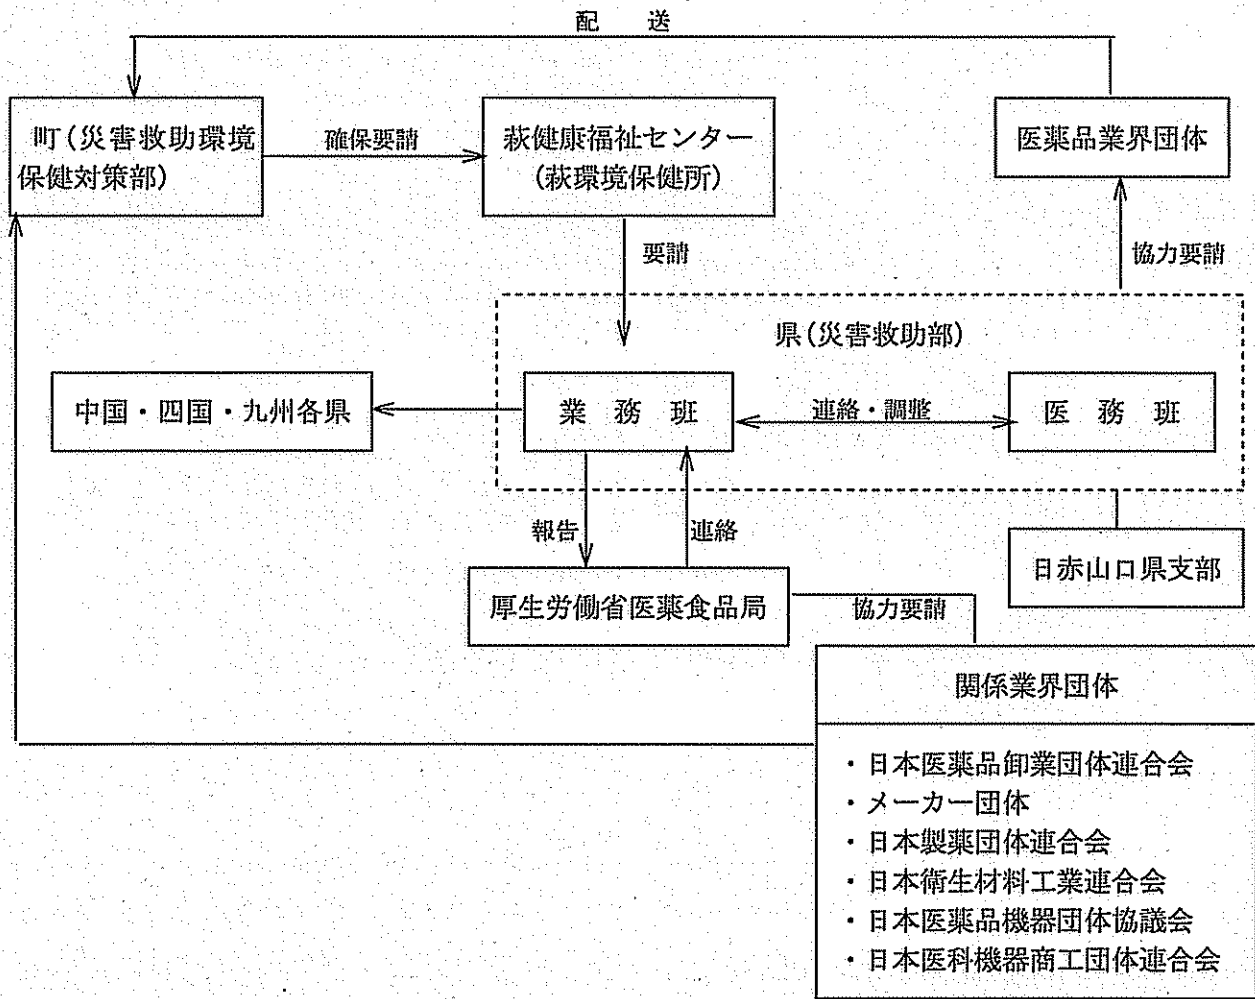 配　送
町(災害救助環境
保健対策部)
確保要請
萩健康福祉センター
(萩環境保健所)
医薬品業界団体
要請
協力要請
県(災害救助部)
中国・四国・九州各県
業　務　班
連絡・調整
医　務　班
報告
連絡
日赤山口県支部
厚生労働省医薬食品局
協力要請
関係業界団体
・日本医薬品卸業団体連合会
・メーカー団体
・日本製薬団体連合会
・日本衛生材料工業連合会
・日本医薬品機器団体協議会
・日本医科機器商工団体連合会